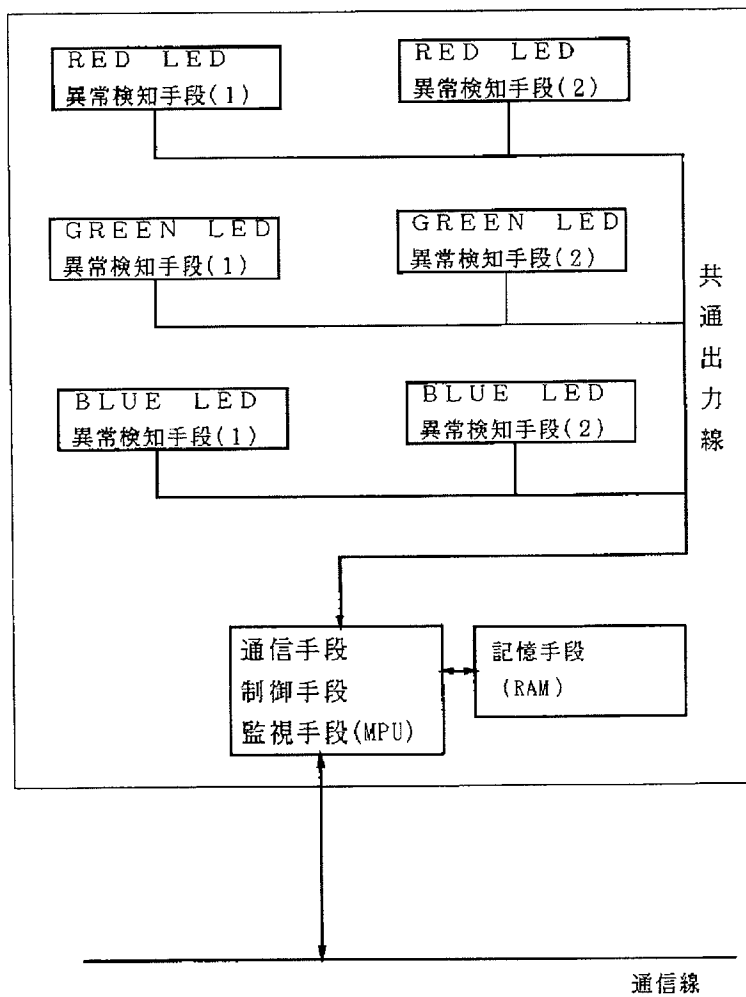 RED LED
異常検知手段(1)
RED LED
異常検知手段(2)
GREEN LED
異常検知手段(1)
GREEN LED
異常検知手段(2)
共通出力線
BLUE LED
異常検知手段(1)
BLUE LED
異常検知手段(2)
通信手段
制御手段
監視手段(MPU)
記憶手段
(RAM)
通信線